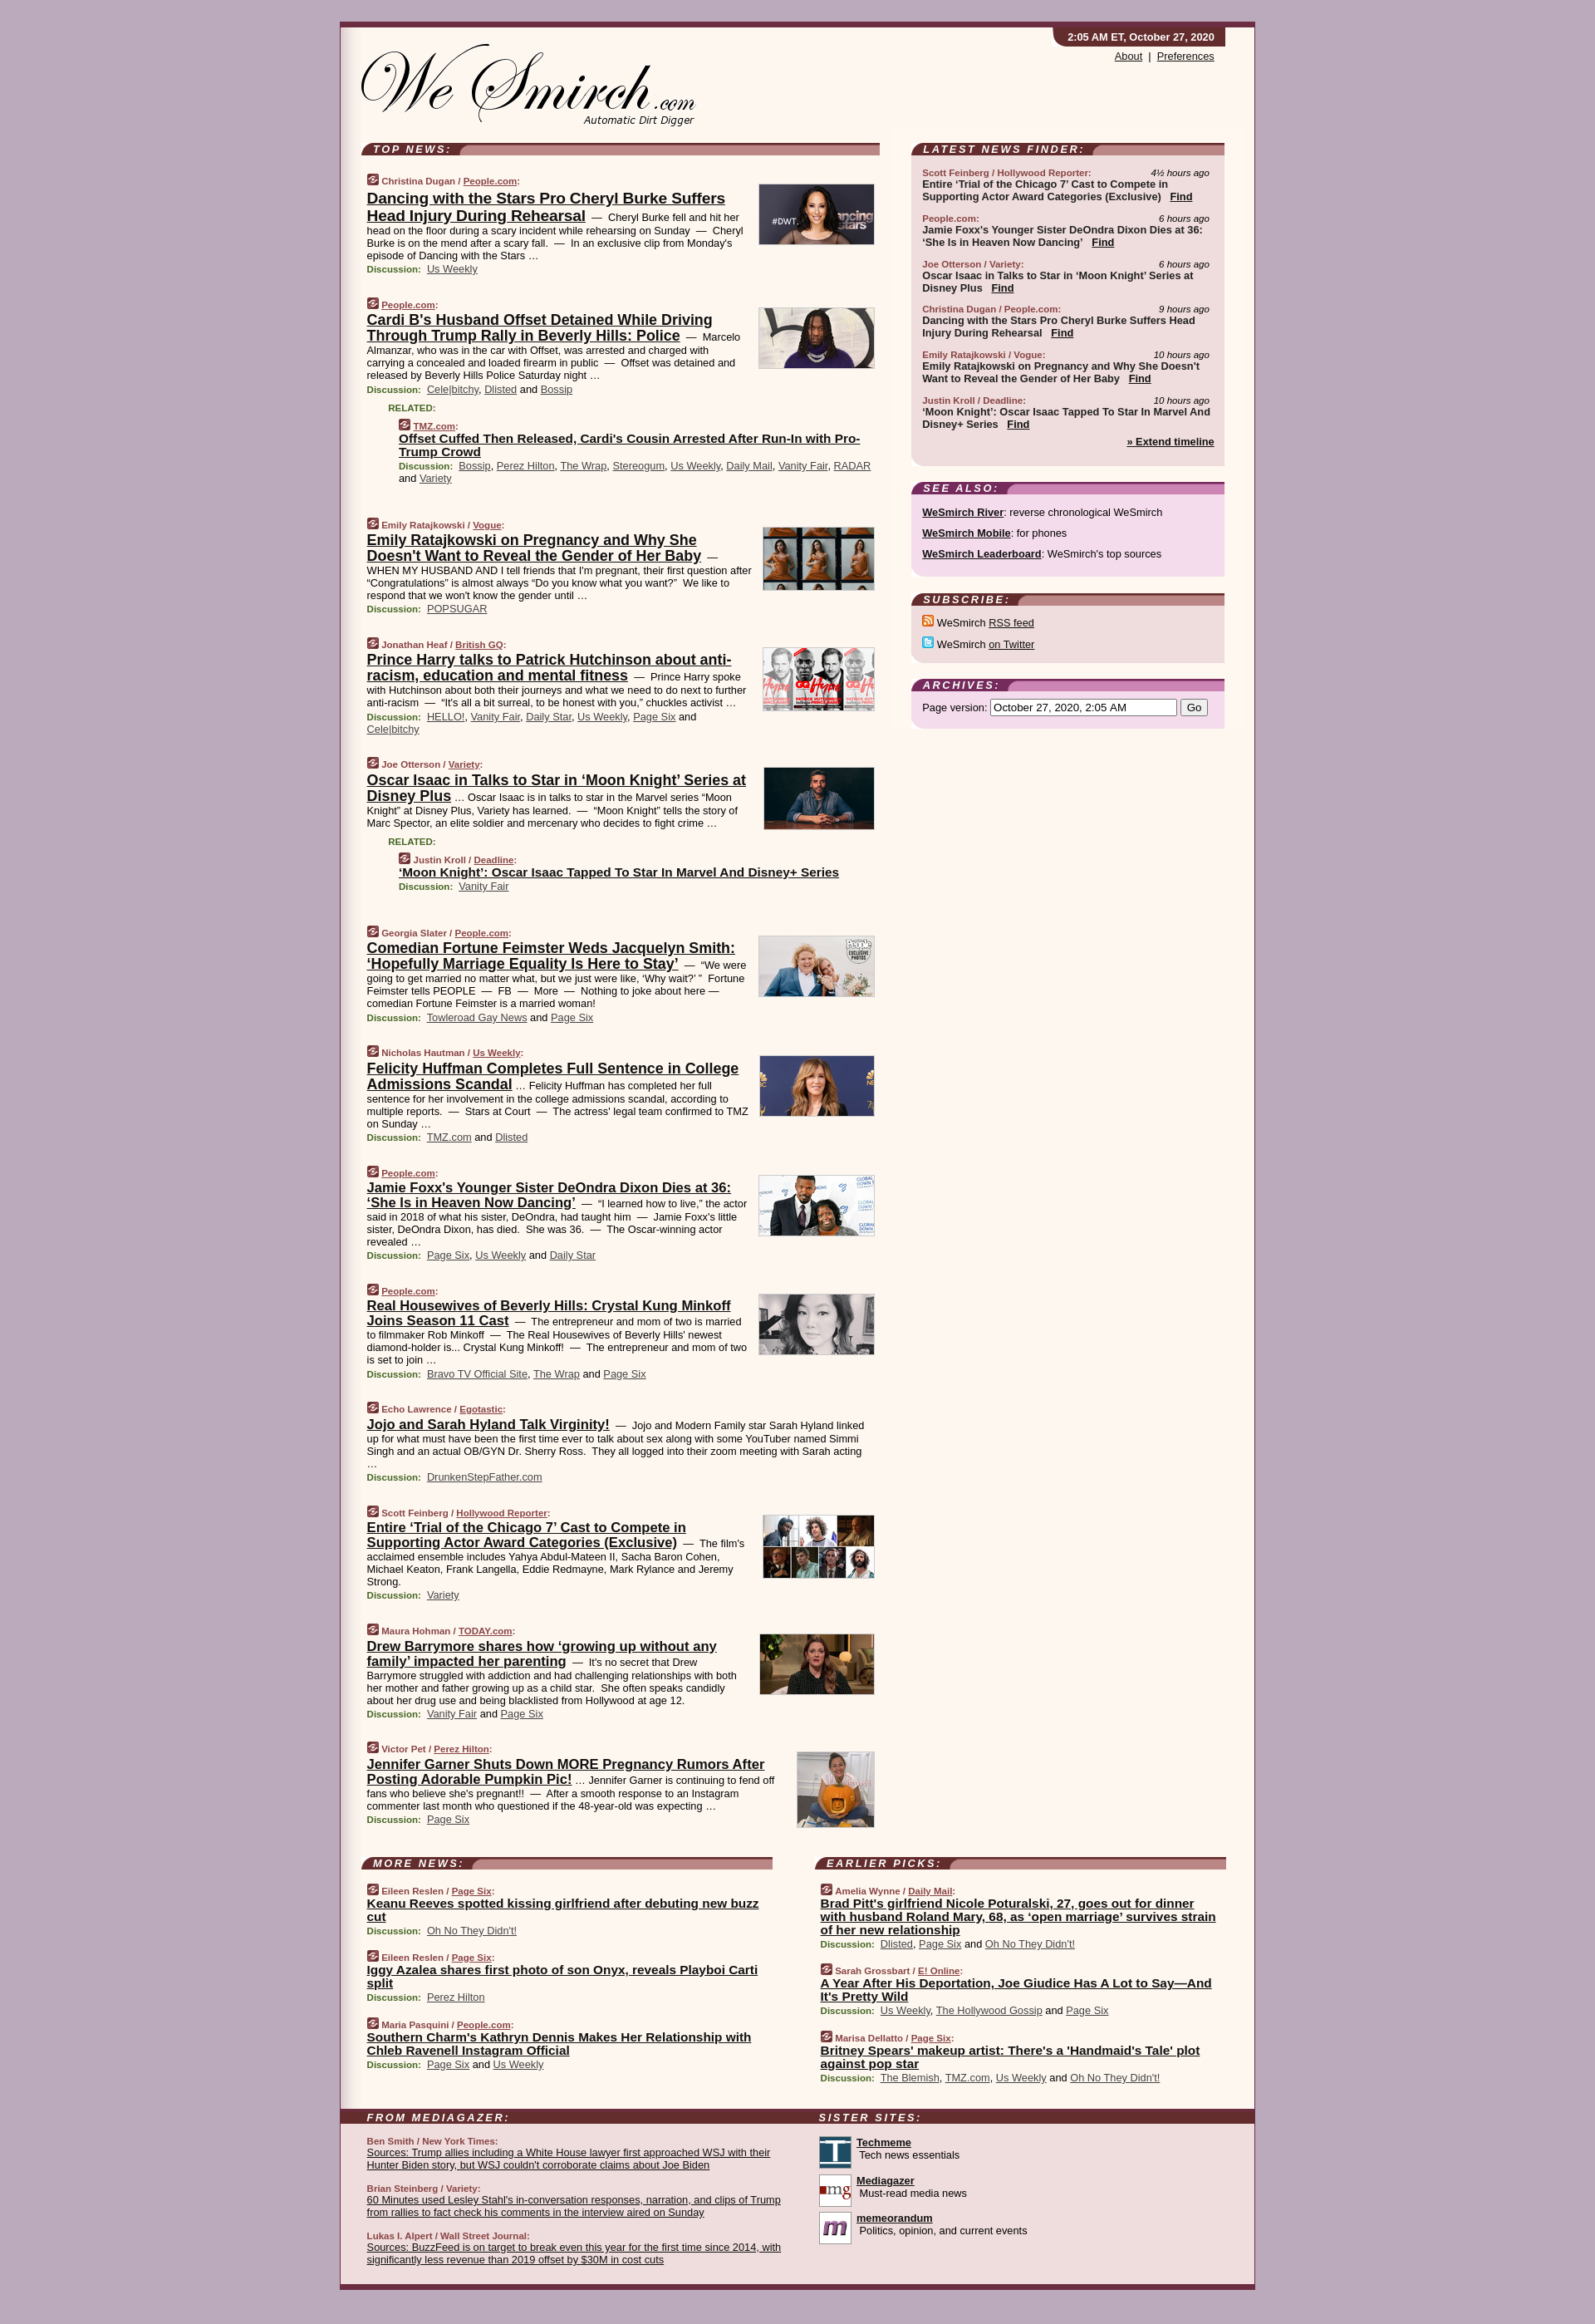 2:05 AM ET, October 27, 2020
About | Preferences
We Smirch.com
Automatic Dirt Digger
TOP NEWS:
Christina Dugan / People.com:
Dancing with the Stars Pro Cheryl Burke Suffers
Head Injury During Rehearsal — Cheryl Burke fell and hit her
head on the floor during a scary incident while rehearsing on Sunday — Cheryl
Burke is on the mend after a scary fall. — In an exclusive clip from Monday's
episode of Dancing with the Stars …
Discussion: Us Weekly
People.com:
Cardi B's Husband Offset Detained While Driving
Through Trump Rally in Beverly Hills: Police — Marcelo
Almanzar, who was in the car with Offset, was arrested and charged with
carrying a concealed and loaded firearm in public — Offset was detained and
released by Beverly Hills Police Saturday night …
Discussion: Cele|bitchy, Dlisted and Bossip
RELATED:
TMZ.com:
Offset Cuffed Then Released, Cardi's Cousin Arrested After Run-In with Pro-
Trump Crowd
Discussion: Bossip, Perez Hilton, The Wrap, Stereogum, Us Weekly, Daily Mail, Vanity Fair, RADAR
and Variety
Emily Ratajkowski / Vogue:
Emily Ratajkowski on Pregnancy and Why She
Doesn't Want to Reveal the Gender of Her Baby —
WHEN MY HUSBAND AND I tell friends that I'm pregnant, their first question after
“Congratulations” is almost always “Do you know what you want?” We like to
respond that we won't know the gender until …
Discussion: POPSUGAR
Jonathan Heaf / British GQ:
Prince Harry talks to Patrick Hutchinson about anti-
racism, education and mental fitness — Prince Harry spoke
with Hutchinson about both their journeys and what we need to do next to further
anti-racism — “It's all a bit surreal, to be honest with you,” chuckles activist …
Discussion: HELLO!, Vanity Fair, Daily Star, Us Weekly, Page Six and
Cele|bitchy
Joe Otterson / Variety:
Oscar Isaac in Talks to Star in ‘Moon Knight’ Series at
Disney Plus … Oscar Isaac is in talks to star in the Marvel series “Moon
Knight” at Disney Plus, Variety has learned. — “Moon Knight” tells the story of
Marc Spector, an elite soldier and mercenary who decides to fight crime …
RELATED:
Justin Kroll / Deadline:
‘Moon Knight’: Oscar Isaac Tapped To Star In Marvel And Disney+ Series
Discussion: Vanity Fair
Georgia Slater / People.com:
Comedian Fortune Feimster Weds Jacquelyn Smith:
‘Hopefully Marriage Equality Is Here to Stay’ — “We were
going to get married no matter what, but we just were like, ‘Why wait?’ ” Fortune
Feimster tells PEOPLE — FB — More — Nothing to joke about here —
comedian Fortune Feimster is a married woman!
Discussion: Towleroad Gay News and Page Six
Nicholas Hautman / Us Weekly:
Felicity Huffman Completes Full Sentence in College
Admissions Scandal … Felicity Huffman has completed her full
sentence for her involvement in the college admissions scandal, according to
multiple reports. — Stars at Court — The actress' legal team confirmed to TMZ
on Sunday …
Discussion: TMZ.com and Dlisted
People.com:
Jamie Foxx's Younger Sister DeOndra Dixon Dies at 36:
‘She Is in Heaven Now Dancing’ — “I learned how to live,” the actor
said in 2018 of what his sister, DeOndra, had taught him — Jamie Foxx's little
sister, DeOndra Dixon, has died. She was 36. — The Oscar-winning actor
revealed …
Discussion: Page Six, Us Weekly and Daily Star
People.com:
Real Housewives of Beverly Hills: Crystal Kung Minkoff
Joins Season 11 Cast — The entrepreneur and mom of two is married
to filmmaker Rob Minkoff — The Real Housewives of Beverly Hills' newest
diamond-holder is... Crystal Kung Minkoff! — The entrepreneur and mom of two
is set to join …
Discussion: Bravo TV Official Site, The Wrap and Page Six
Echo Lawrence / Egotastic:
Jojo and Sarah Hyland Talk Virginity! — Jojo and Modern Family star Sarah Hyland linked
up for what must have been the first time ever to talk about sex along with some YouTuber named Simmi
Singh and an actual OB/GYN Dr. Sherry Ross. They all logged into their zoom meeting with Sarah acting
…
Discussion: DrunkenStepFather.com
Scott Feinberg / Hollywood Reporter:
Entire ‘Trial of the Chicago 7’ Cast to Compete in
Supporting Actor Award Categories (Exclusive) — The film's
acclaimed ensemble includes Yahya Abdul-Mateen II, Sacha Baron Cohen,
Michael Keaton, Frank Langella, Eddie Redmayne, Mark Rylance and Jeremy
Strong.
Discussion: Variety
Maura Hohman / TODAY.com:
Drew Barrymore shares how ‘growing up without any
family’ impacted her parenting — It's no secret that Drew
Barrymore struggled with addiction and had challenging relationships with both
her mother and father growing up as a child star. She often speaks candidly
about her drug use and being blacklisted from Hollywood at age 12.
Discussion: Vanity Fair and Page Six
Victor Pet / Perez Hilton:
Jennifer Garner Shuts Down MORE Pregnancy Rumors After
Posting Adorable Pumpkin Pic! … Jennifer Garner is continuing to fend off
fans who believe she's pregnant!! — After a smooth response to an Instagram
commenter last month who questioned if the 48-year-old was expecting …
Discussion: Page Six
LATEST NEWS FINDER:
Scott Feinberg / Hollywood Reporter: 4½ hours ago
Entire ‘Trial of the Chicago 7’ Cast to Compete in
Supporting Actor Award Categories (Exclusive) Find
People.com: 6 hours ago
Jamie Foxx's Younger Sister DeOndra Dixon Dies at 36:
‘She Is in Heaven Now Dancing’ Find
Joe Otterson / Variety: 6 hours ago
Oscar Isaac in Talks to Star in ‘Moon Knight’ Series at
Disney Plus Find
Christina Dugan / People.com: 9 hours ago
Dancing with the Stars Pro Cheryl Burke Suffers Head
Injury During Rehearsal Find
Emily Ratajkowski / Vogue: 10 hours ago
Emily Ratajkowski on Pregnancy and Why She Doesn't
Want to Reveal the Gender of Her Baby Find
Justin Kroll / Deadline: 10 hours ago
‘Moon Knight’: Oscar Isaac Tapped To Star In Marvel And
Disney+ Series Find
» Extend timeline
SEE ALSO:
WeSmirch River: reverse chronological WeSmirch
WeSmirch Mobile: for phones
WeSmirch Leaderboard: WeSmirch's top sources
SUBSCRIBE:
WeSmirch RSS feed
WeSmirch on Twitter
ARCHIVES:
Page version: October 27, 2020, 2:05 AM Go
MORE NEWS:
Eileen Reslen / Page Six:
Keanu Reeves spotted kissing girlfriend after debuting new buzz
cut
Discussion: Oh No They Didn't!
Eileen Reslen / Page Six:
Iggy Azalea shares first photo of son Onyx, reveals Playboi Carti
split
Discussion: Perez Hilton
Maria Pasquini / People.com:
Southern Charm's Kathryn Dennis Makes Her Relationship with
Chleb Ravenell Instagram Official
Discussion: Page Six and Us Weekly
EARLIER PICKS:
Amelia Wynne / Daily Mail:
Brad Pitt's girlfriend Nicole Poturalski, 27, goes out for dinner
with husband Roland Mary, 68, as ‘open marriage’ survives strain
of her new relationship
Discussion: Dlisted, Page Six and Oh No They Didn't!
Sarah Grossbart / E! Online:
A Year After His Deportation, Joe Giudice Has A Lot to Say—And
It's Pretty Wild
Discussion: Us Weekly, The Hollywood Gossip and Page Six
Marisa Dellatto / Page Six:
Britney Spears' makeup artist: There's a 'Handmaid's Tale' plot
against pop star
Discussion: The Blemish, TMZ.com, Us Weekly and Oh No They Didn't!
FROM MEDIAGAZER:
Ben Smith / New York Times:
Sources: Trump allies including a White House lawyer first approached WSJ with their
Hunter Biden story, but WSJ couldn't corroborate claims about Joe Biden
Brian Steinberg / Variety:
60 Minutes used Lesley Stahl's in-conversation responses, narration, and clips of Trump
from rallies to fact check his comments in the interview aired on Sunday
Lukas I. Alpert / Wall Street Journal:
Sources: BuzzFeed is on target to break even this year for the first time since 2014, with
significantly less revenue than 2019 offset by $30M in cost cuts
SISTER SITES:
Techmeme
Tech news essentials
Mediagazer
Must-read media news
memeorandum
Politics, opinion, and current events